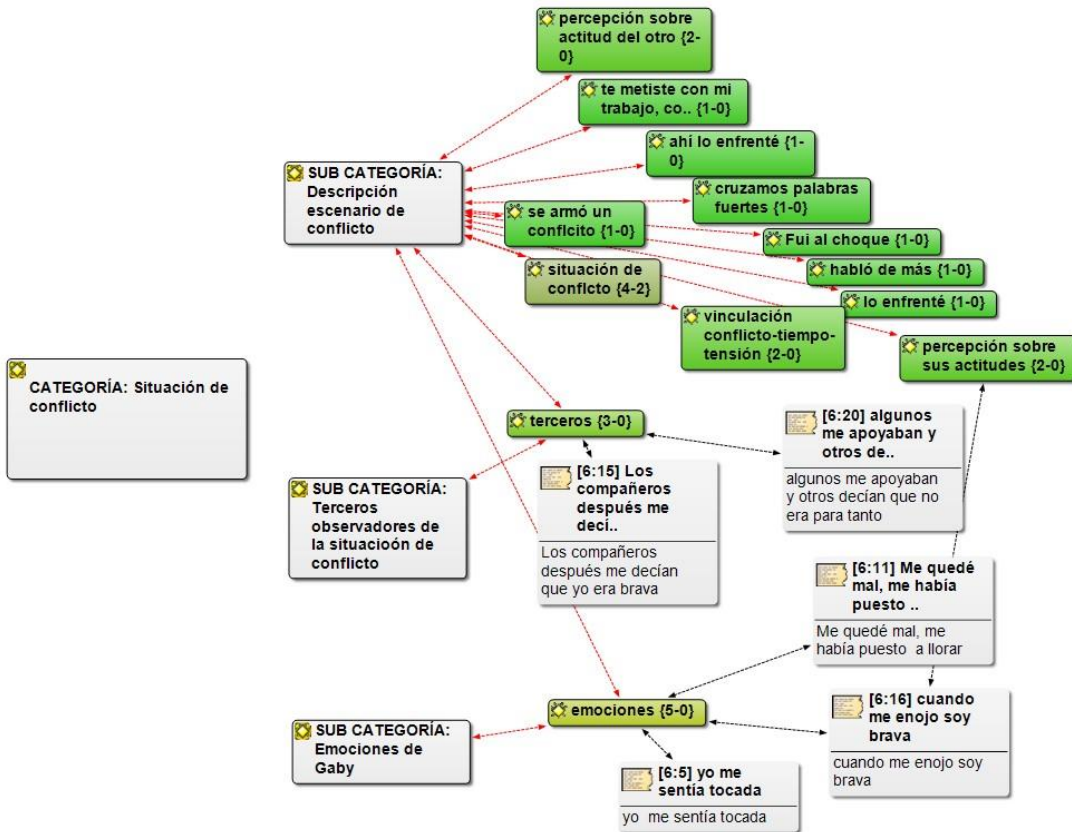 percepción sobre
actitud del otro {2-
0}
te metiste con mi
trabajo, co.. {1-0}
ahí lo enfrenté {1-
0}
SUB CATEGORÍA:
Descripción
escenario de
conflicto
cruzamos palabras
fuertes {1-0}
se armó un
conflcito {1-0}
Fui al choque {1-0}
situación de
conflcto {4-2}
habló de más {1-0}
lo enfrenté {1-0}
vinculación
conflicto-tiempo-
tensión {2-0}
percepción sobre
sus actitudes {2-0}
CATEGORÍA: Situación de
conflicto
terceros {3-0}
[6:20] algunos
me apoyaban y
otros de..
algunos me apoyaban
y otros decían que no
era para tanto
[6:15] Los
compañeros
después me
decí..
Los compañeros
después me decían
que yo era brava
SUB CATEGORÍA:
Terceros
observadores de
la situacioón de
conflicto
[6:11] Me quedé
mal, me había
puesto ..
Me quedé mal, me
había puesto  a llorar
emociones {5-0}
[6:16] cuando
me enojo soy
brava
cuando me enojo soy
brava
SUB CATEGORÍA:
Emociones de
Gaby
[6:5] yo me
sentía tocada
yo  me sentía tocada